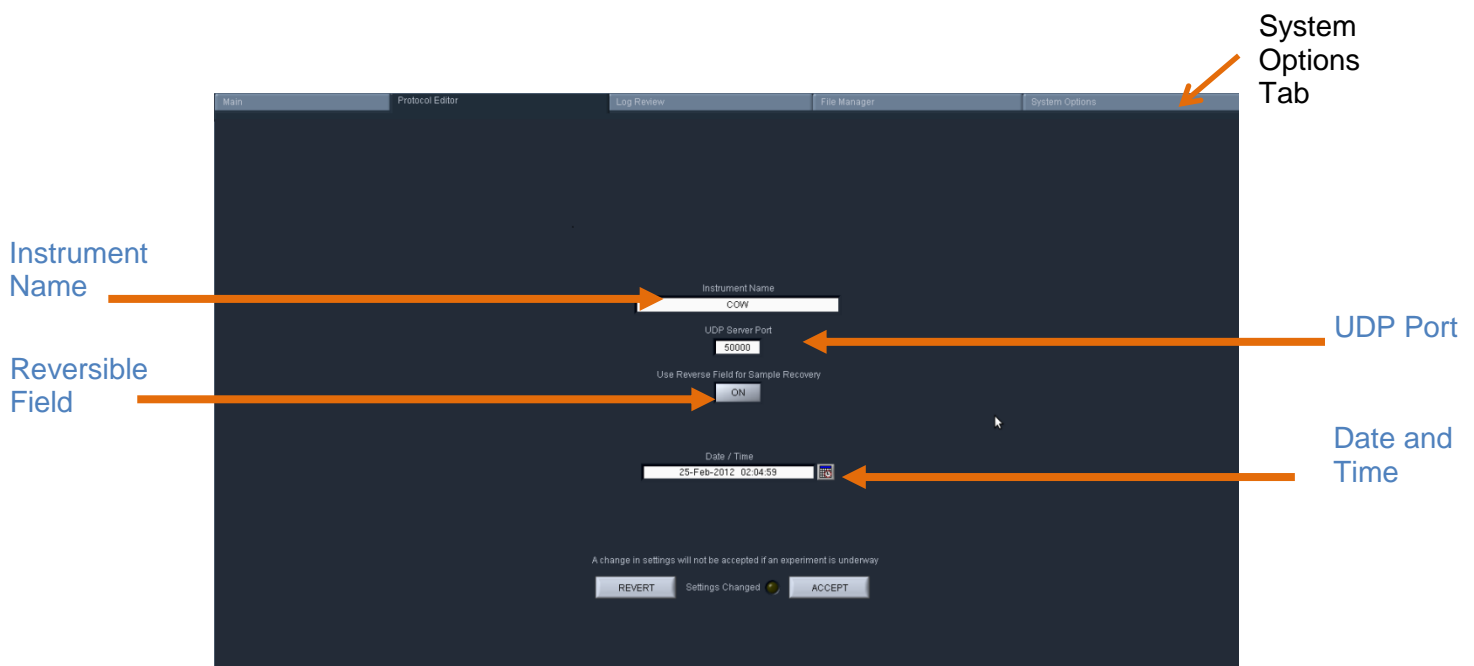 System
Options
Tab
Main Protocol Editor Log Review File Manager System Options
Instrument
Name
Instrument Name
COW
UDP Server Port
50000
UDP Port
Reversible
Field
Use Reverse Field for Sample Recovery
ON
Date and
Time
Date / Time
25-Feb-2012 02:04:59
A change in settings will not be accepted if an experiment is underway
REVERT Settings Changed ACCEPT